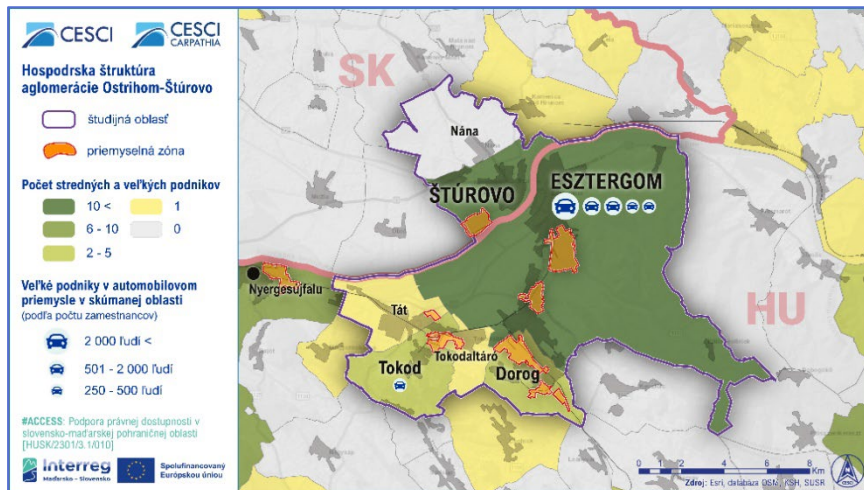 CESCI
CESCI
CARPATHIA
Hospodrska štruktúra
aglomerácie Ostrihom-Štúrovo
študijná oblasť
priemyselná zóna
Počet stredných a veľkých podnikov
10 <
1
6 - 10
0
2 - 5
Veľké podniky v automobilovom
priemysle v skúmanej oblasti
(podľa počtu zamestnancov)
2 000 ľudí <
501 - 2 000 ľudí
250 - 500 ľudí
#ACCESS: Podpora právnej dostupnosti v
slovensko-maďarskej pohraničnej oblasti
[HUSK/2301/3.1/010]
Interreg
Maďarsko - Slovensko
Spolufinancovaný
Európskou úniou
SK
Nána
ŠTÚROVO
ESZTERGOM
HU
Nyergesújfalu
Tát
Tokodaltáró
Tokod
Dorog
0 1 2 4 6 8
Km
Zdroj: Esri, databáza OSM, KSH, SUSR
CESCI